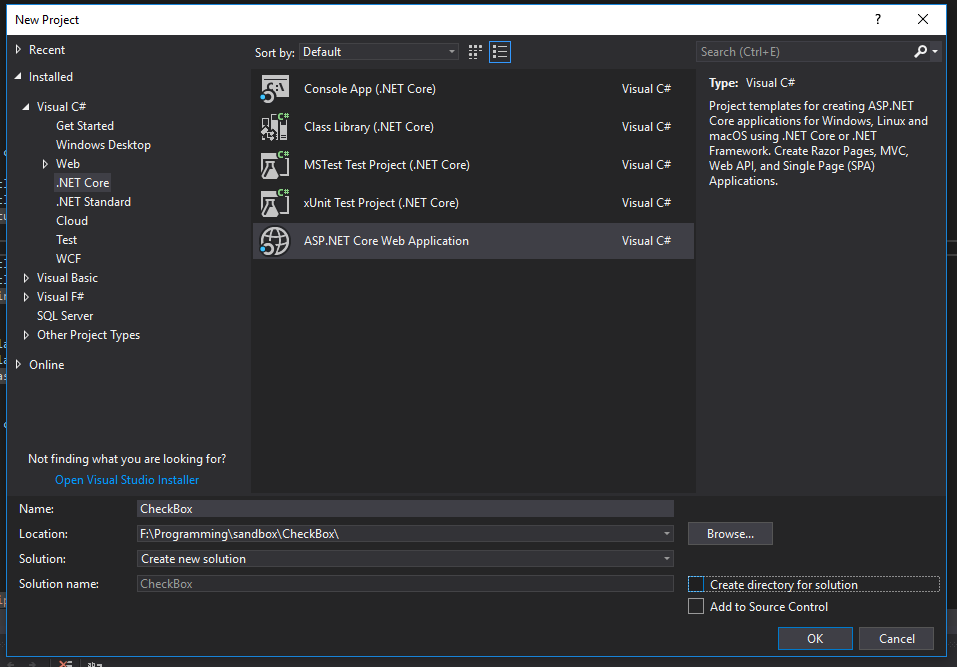 New Project
?
Recent
Installed
Visual C#
Get Started
Windows Desktop
Web
.NET Core
.NET Standard
Cloud
Test
WCF
Visual Basic
Visual F#
SQL Server
Other Project Types
Online
Not finding what you are looking for?
Open Visual Studio Installer
Sort by: Default
Console App (.NET Core) Visual C#
Class Library (.NET Core) Visual C#
MSTest Test Project (.NET Core) Visual C#
xUnit Test Project (.NET Core) Visual C#
ASP.NET Core Web Application Visual C#
Search (Ctrl+E)
Type: Visual C#
Project templates for creating ASP.NET
Core applications for Windows, Linux and
macOS using .NET Core or .NET
Framework. Create Razor Pages, MVC,
Web API, and Single Page (SPA)
Applications.
Name: CheckBox
Location: F:\Programming\sandbox\CheckBox\
Browse...
Solution: Create new solution
Solution name: CheckBox
Create directory for solution
Add to Source Control
OK Cancel